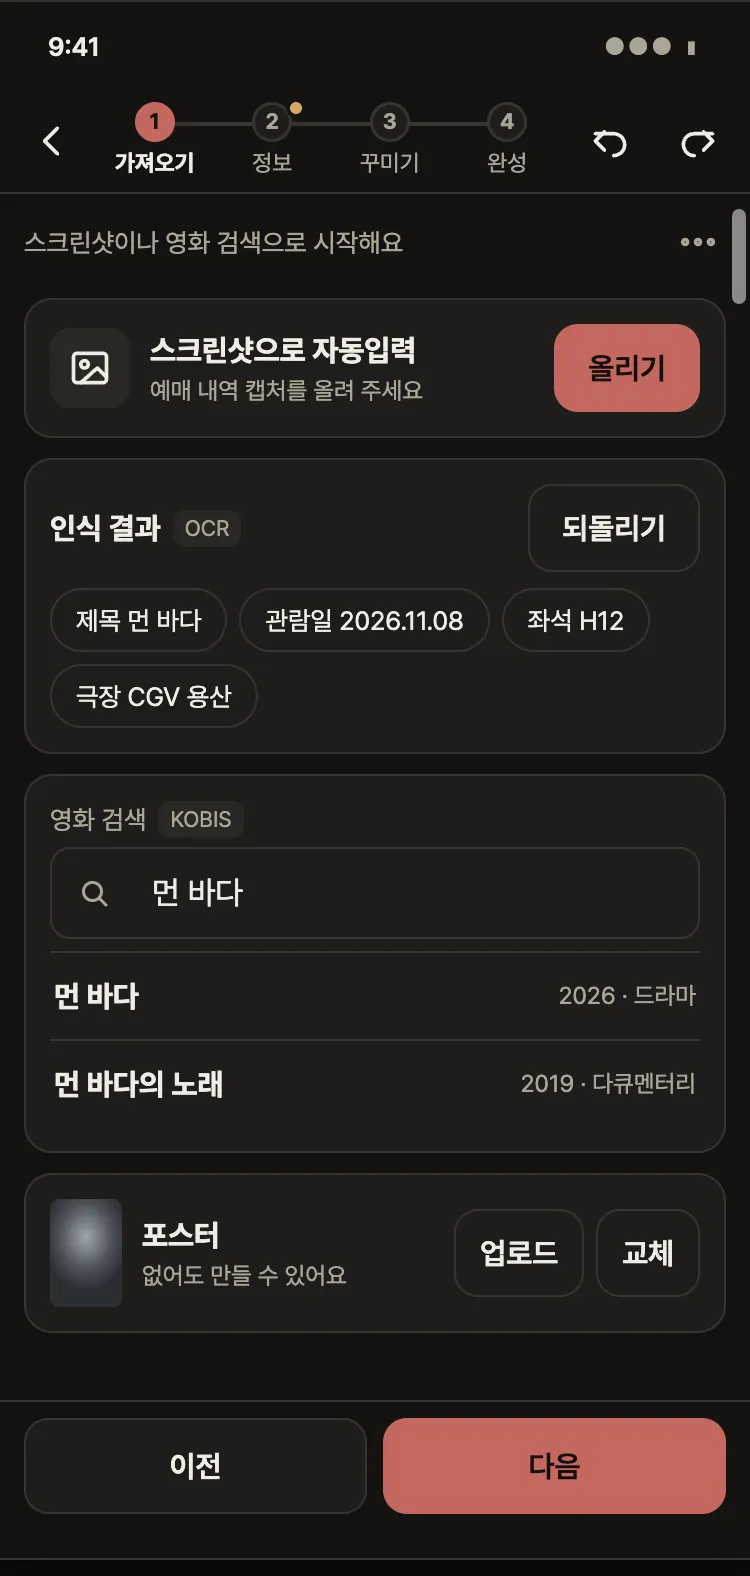 9:41
1 2 3 4
가져오기 정보 꾸미기 완성
스크린샷이나 영화 검색으로 시작해요
스크린샷으로 자동입력
예매 내역 캡처를 올려 주세요
올리기
인식 결과 OCR
되돌리기
제목 먼 바다 관람일 2026.11.08 좌석 H12
극장 CGV 용산
영화 검색 KOBIS
먼 바다
먼 바다 2026 · 드라마
먼 바다의 노래 2019 · 다큐멘터리
포스터
없어도 만들 수 있어요
업로드 교체
이전 다음